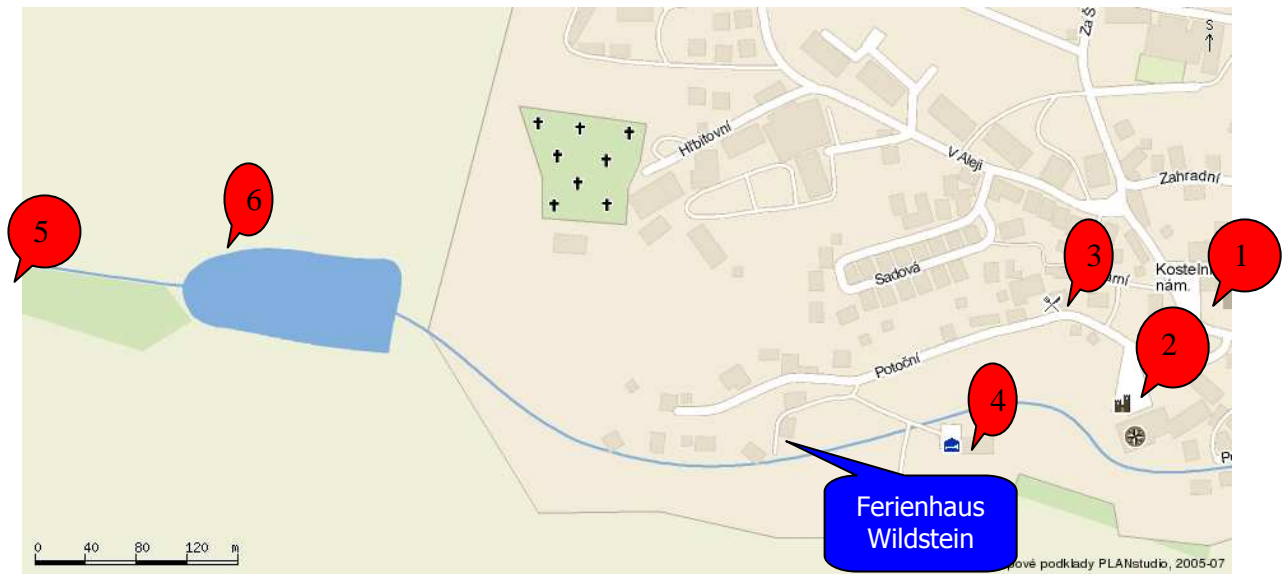 Za Š
S
Hřbitovní
V Aleji
Zahradní
6
5
3
1
Sadová
Kostelní
nám.
2
Potoční
4
Ferienhaus
Wildstein
0 40 80 120 m
podklady PLANstudio, 2005-07